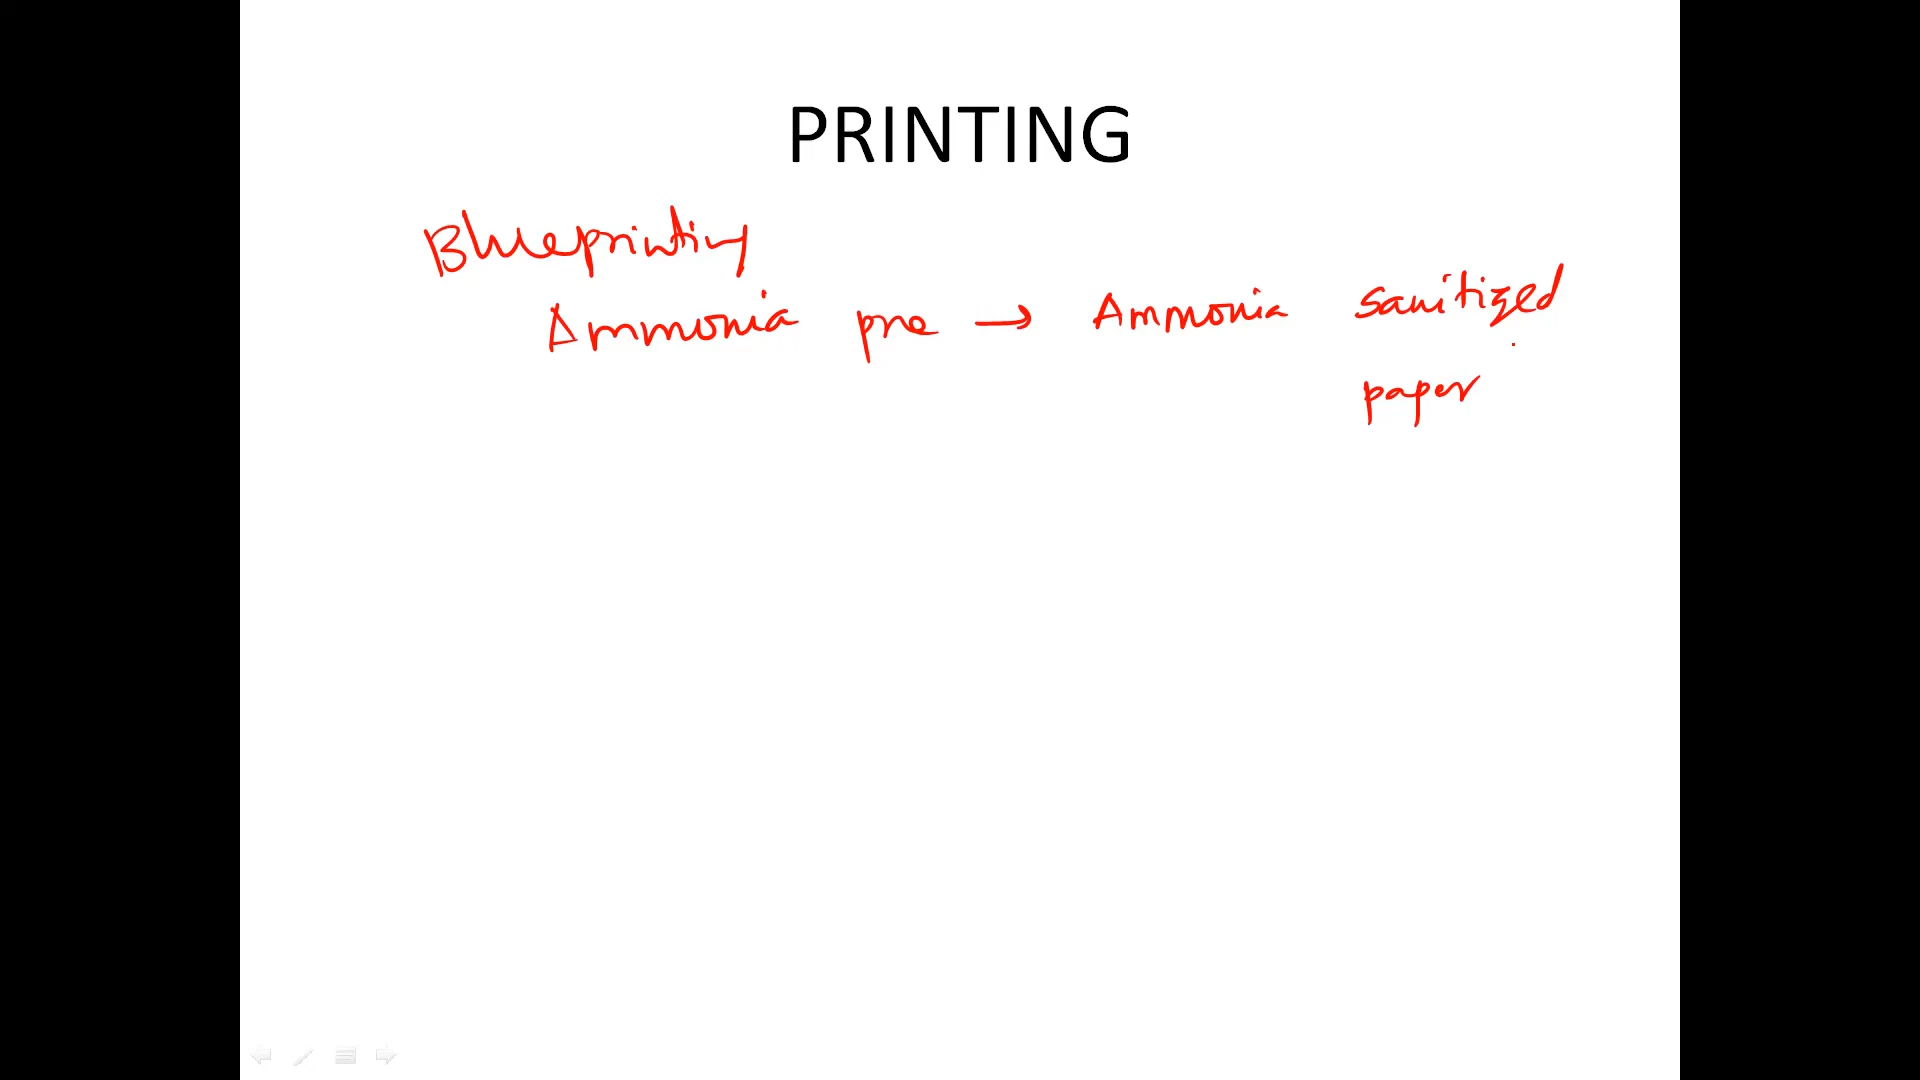 PRINTING
Blueprinting
Ammonia pre → Ammonia sanitized
paper